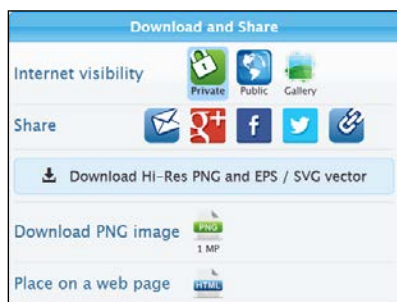 Download and Share
Internet visibility
Private Public Gallery
Share
g+ f
Download Hi-Res PNG and EPS / SVG vector
Download PNG image
PNG
1 MP
Place on a web page
HTML